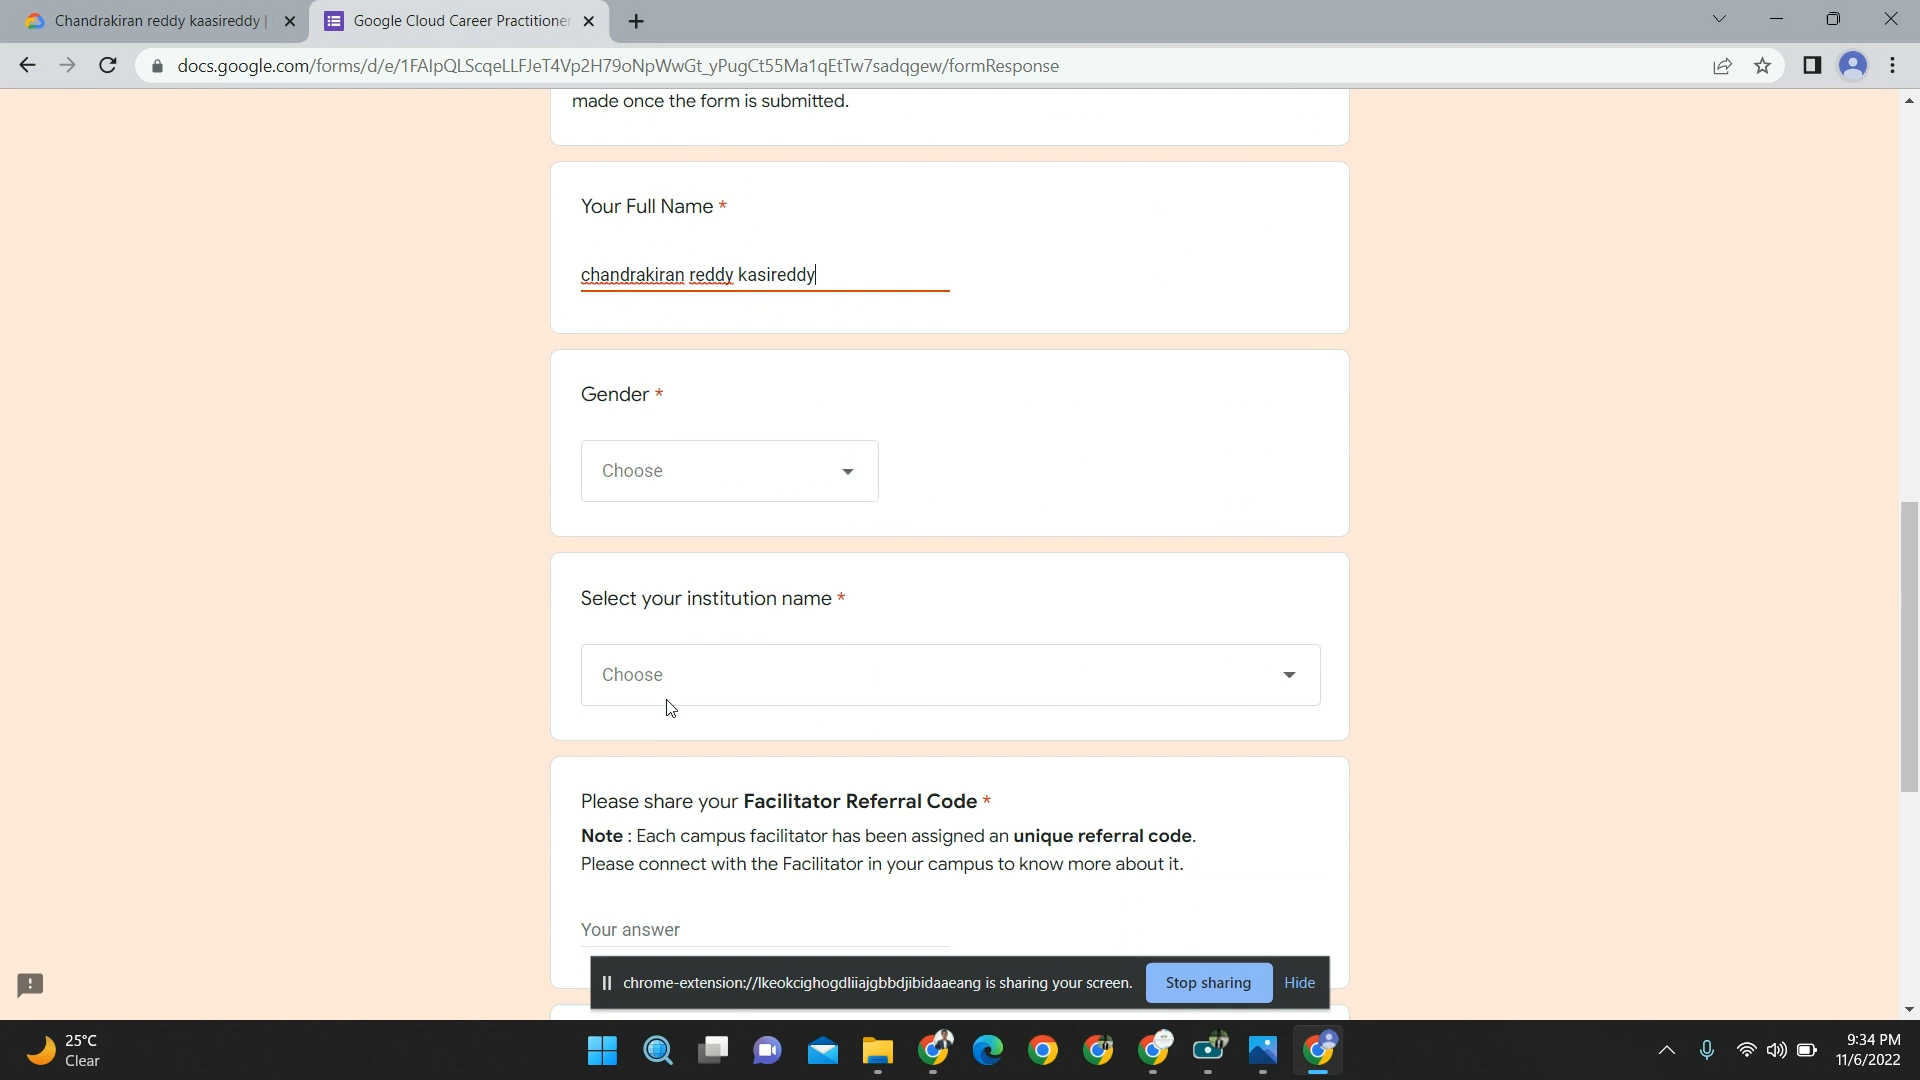 Chandrakiran reddy kaasireddy |
Google Cloud Career Practitioner
docs.google.com/forms/d/e/1FAIpQLScqeLLFJeT4Vp2H79oNpWwGt_yPugCt55Ma1qEtTw7sadqgew/formResponse
made once the form is submitted.
Your Full Name *
chandrakiran reddy kasireddy
Gender *
Choose
Select your institution name *
Choose
Please share your Facilitator Referral Code *
Note : Each campus facilitator has been assigned an unique referral code.
Please connect with the Facilitator in your campus to know more about it.
Your answer
chrome-extension://lkeokcighogdliiajgbbdjibidaaeang is sharing your screen.
Stop sharing
Hide
25°C
Clear
9:34 PM
11/6/2022